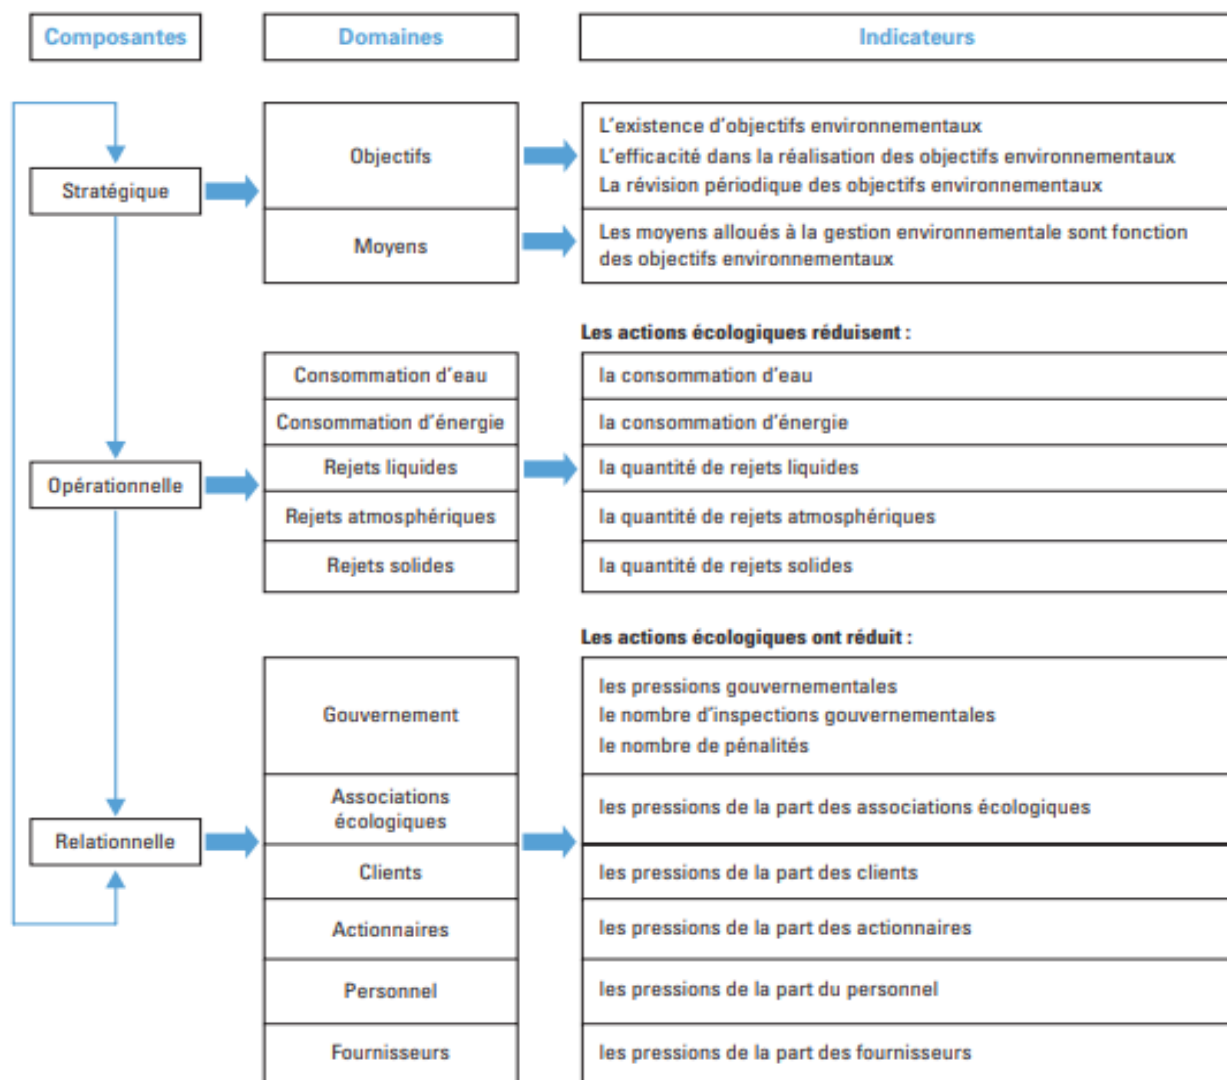 Composantes
Domaines
Indicateurs
Stratégique
Objectifs
L'existence d'objectifs environnementaux
L'efficacité dans la réalisation des objectifs environnementaux
La révision périodique des objectifs environnementaux
Moyens
Les moyens alloués à la gestion environnementale sont fonction
des objectifs environnementaux
Les actions écologiques réduisent :
Opérationnelle
Consommation d'eau
la consommation d'eau
Consommation d'énergie
la consommation d'énergie
Rejets liquides
la quantité de rejets liquides
Rejets atmosphériques
la quantité de rejets atmosphériques
Rejets solides
la quantité de rejets solides
Les actions écologiques ont réduit :
Relationnelle
Gouvernement
les pressions gouvernementales
le nombre d'inspections gouvernementales
le nombre de pénalités
Associations
écologiques
les pressions de la part des associations écologiques
Clients
les pressions de la part des clients
Actionnaires
les pressions de la part des actionnaires
Personnel
les pressions de la part du personnel
Fournisseurs
les pressions de la part des fournisseurs